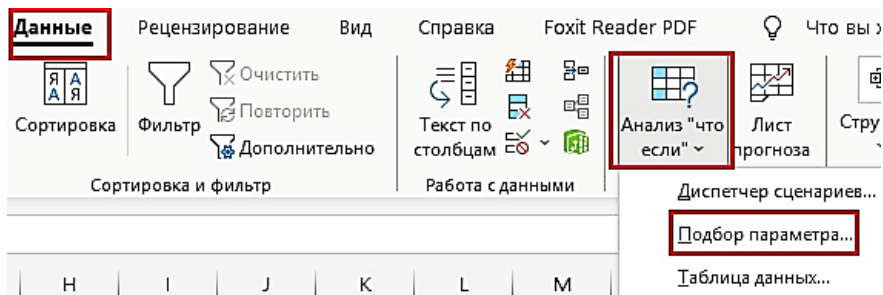 Данные Рецензирование Вид Справка Foxit Reader PDF Что вы
Сортировка
Фильтр
Очистить
Повторить
Дополнительно
Сортировка и фильтр
Текст по
столбцам
Работа с данными
Анализ "что
если"
Лист
прогноза
Стру
Диспетчер сценариев...
Подбор параметра...
Таблица данных...
H I J K L M